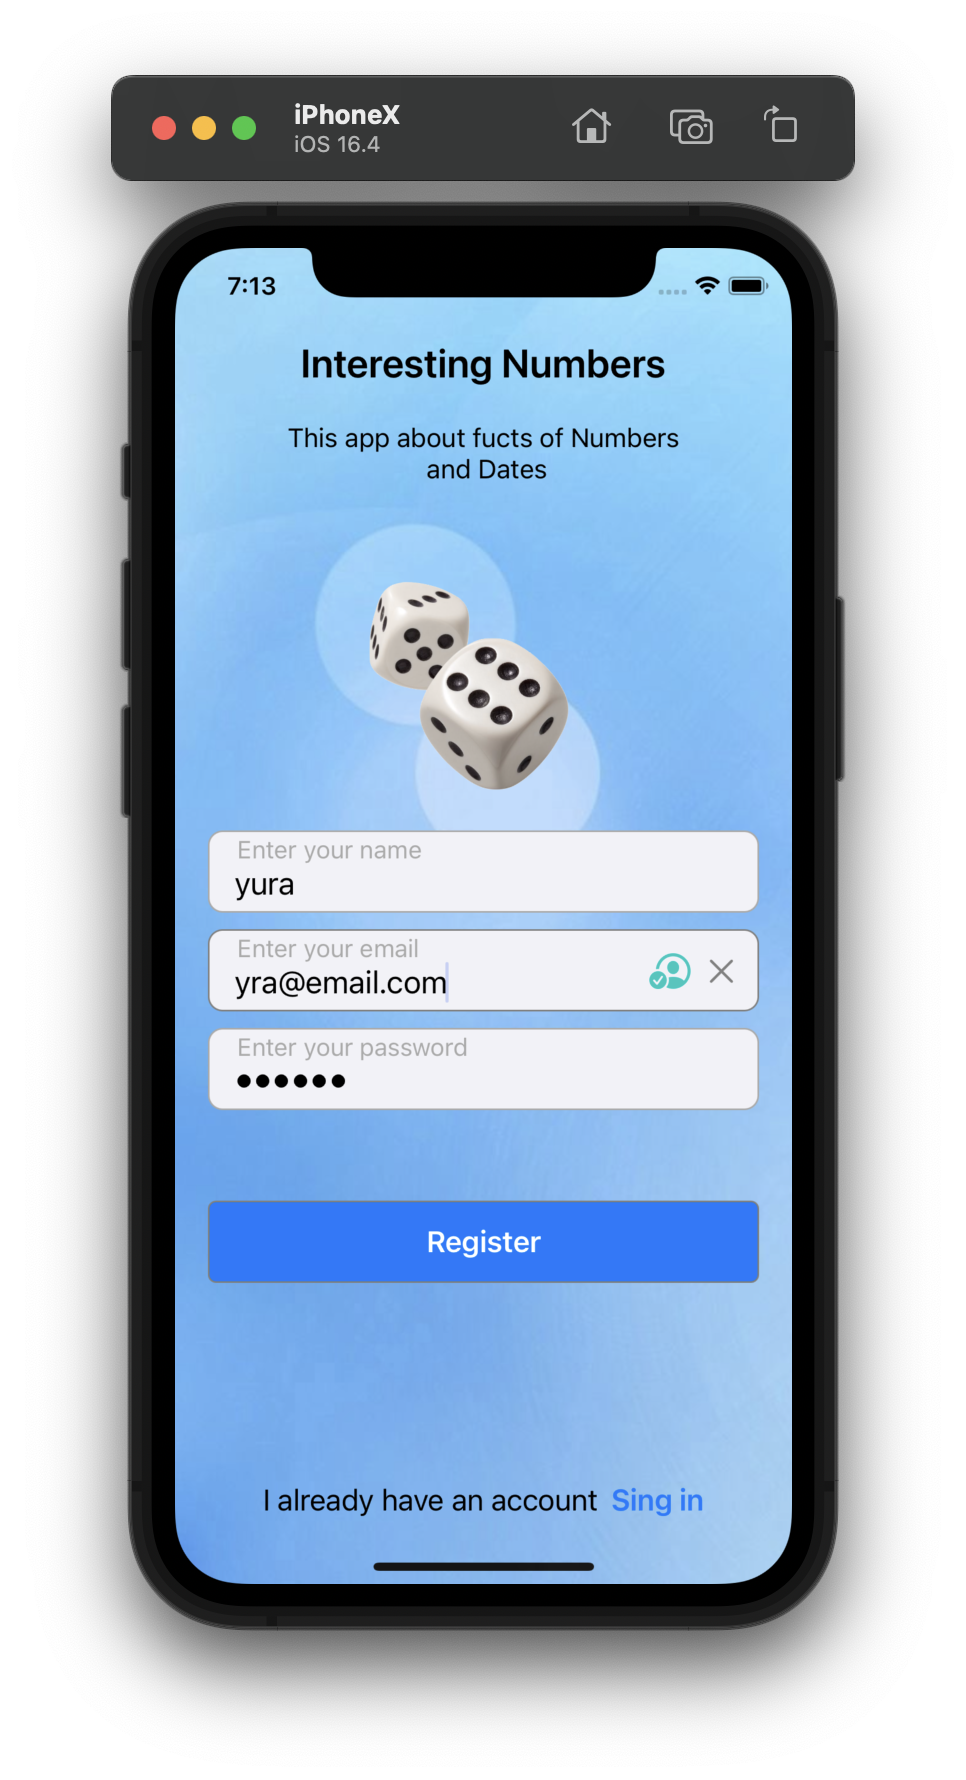 iPhoneX
iOS 16.4
7:13
Interesting Numbers
This app about fucts of Numbers
and Dates
Enter your name
yura
Enter your email
yra@email.com
Enter your password
••••••
Register
I already have an account Sing in